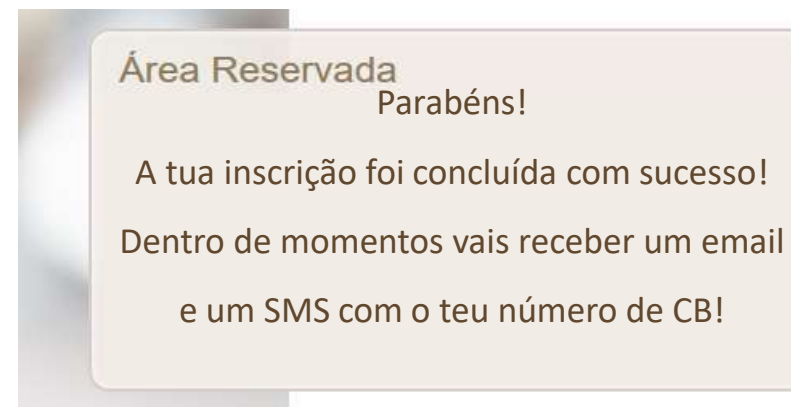 Área Reservada
Parabéns!
A tua inscrição foi concluída com sucesso!
Dentro de momentos vais receber um email
e um SMS com o teu número de CB!